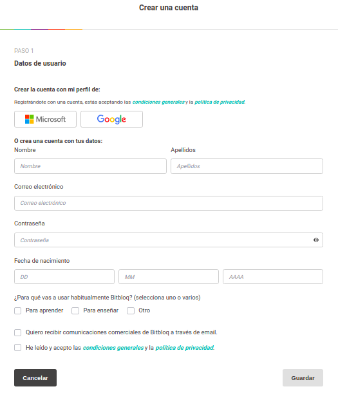 Crear una cuenta
PASO 1
Datos de usuario
Crear la cuenta con mi perfil de:
Registrándote con una cuenta, estás aceptando las condiciones generales y la política de privacidad.
Microsoft
Google
O crea una cuenta con tus datos:
Nombre
Apellidos
Nombre
Apellidos
Correo electrónico
Correo electrónico
Contraseña
Contraseña
Fecha de nacimiento
DD
MM
AAAA
¿Para qué vas a usar habitualmente Bitbloq? (selecciona uno o varios)
Para aprender
Para enseñar
Otro
Quiero recibir comunicaciones comerciales de Bitbloq a través de email.
He leído y acepto las condiciones generales y la política de privacidad.
Cancelar
Guardar